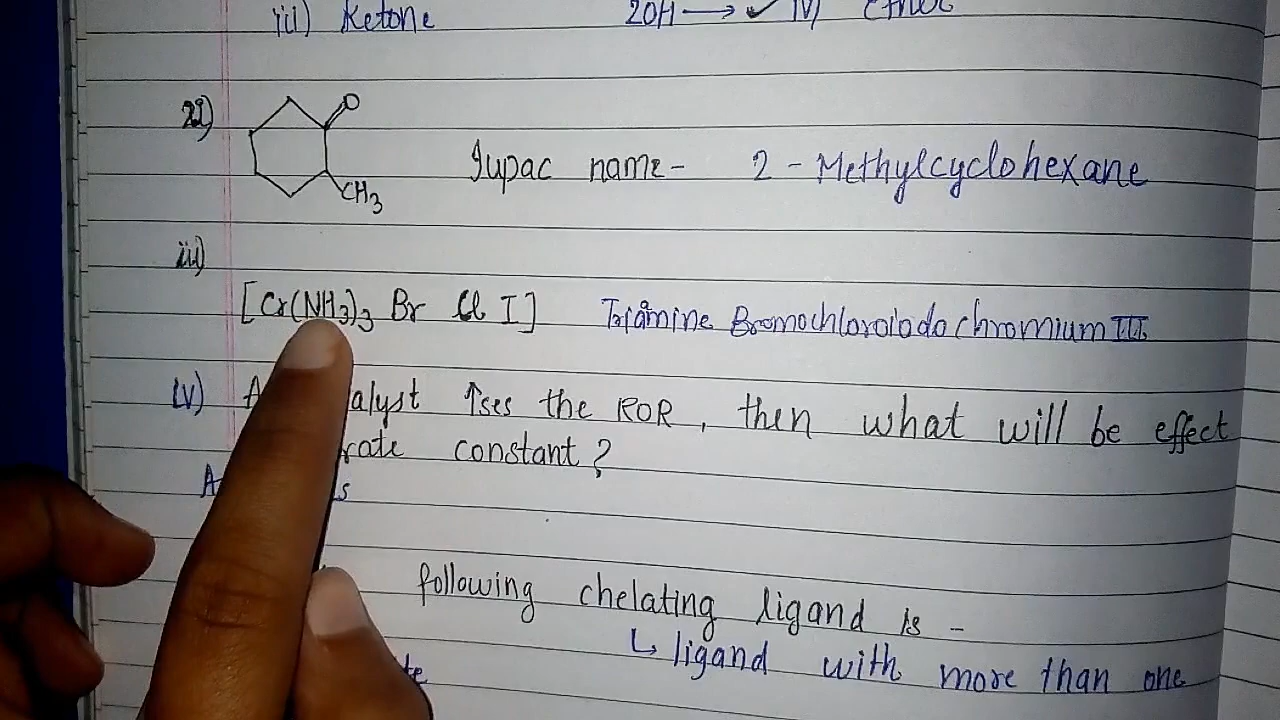 iii) Ketone 2OH → ✓ iv)
ii) O
CH3
Iupac name - 2 - Methylcyclohexane
iii)
[Cr(NH3)3 Br Cl I] Triamine Bromochloroiodo chromium III
(v) A alyst ↑ses the ROR, then what will be effect
rate constant?
following chelating ligand is -
↳ ligand with more than one